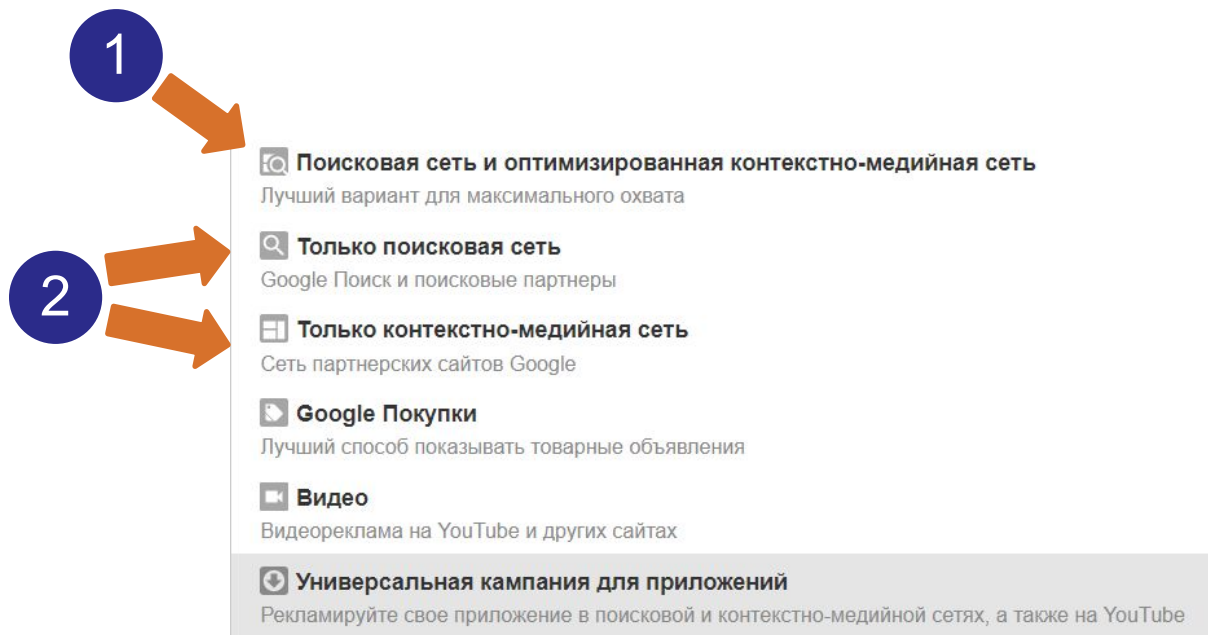 1
Поисковая сеть и оптимизированная контекстно-медийная сеть
Лучший вариант для максимального охвата
2
Только поисковая сеть
Google Поиск и поисковые партнеры
Только контекстно-медийная сеть
Сеть партнерских сайтов Google
Google Покупки
Лучший способ показывать товарные объявления
Видео
Видеореклама на YouTube и других сайтах
Универсальная кампания для приложений
Рекламируйте свое приложение в поисковой и контекстно-медийной сетях, а также на YouTube